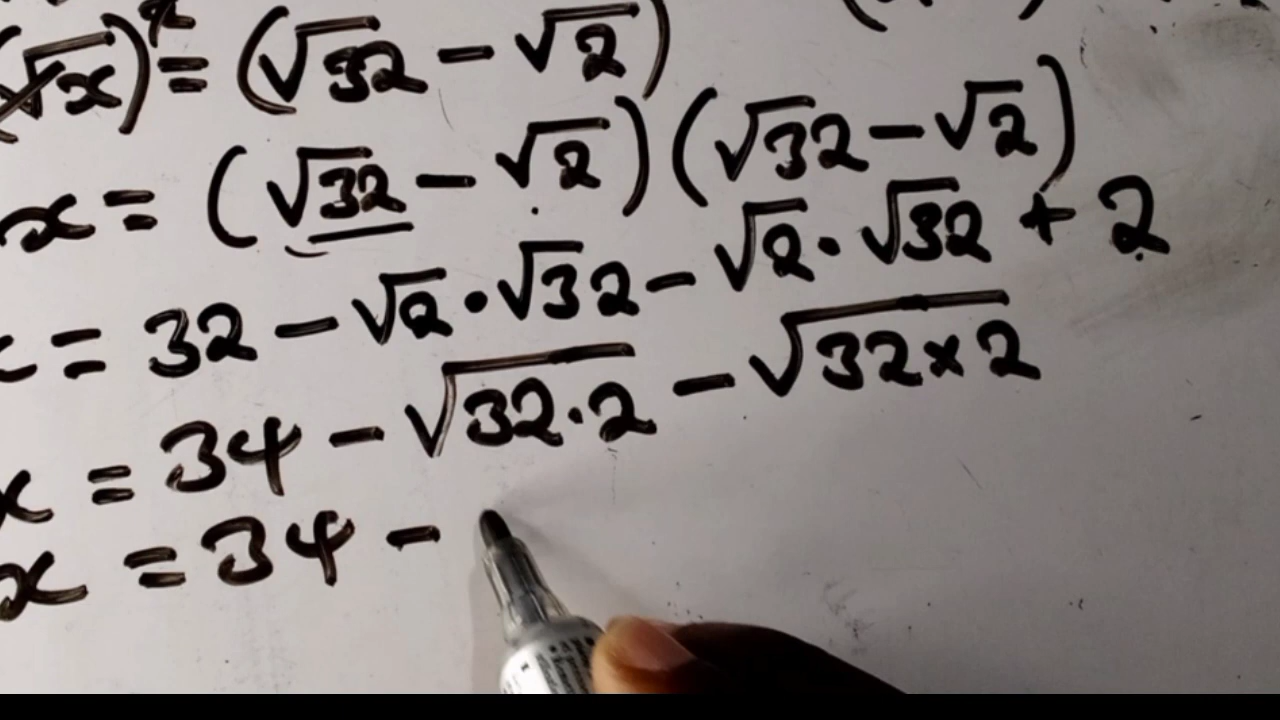 (√x)² = (√32 - √2)
x = (√32 - √2)(√32 - √2)
x = 32 - √2·√32 - √2·√32 + 2
x = 34 - √32·2 - √32×2
x = 34 -